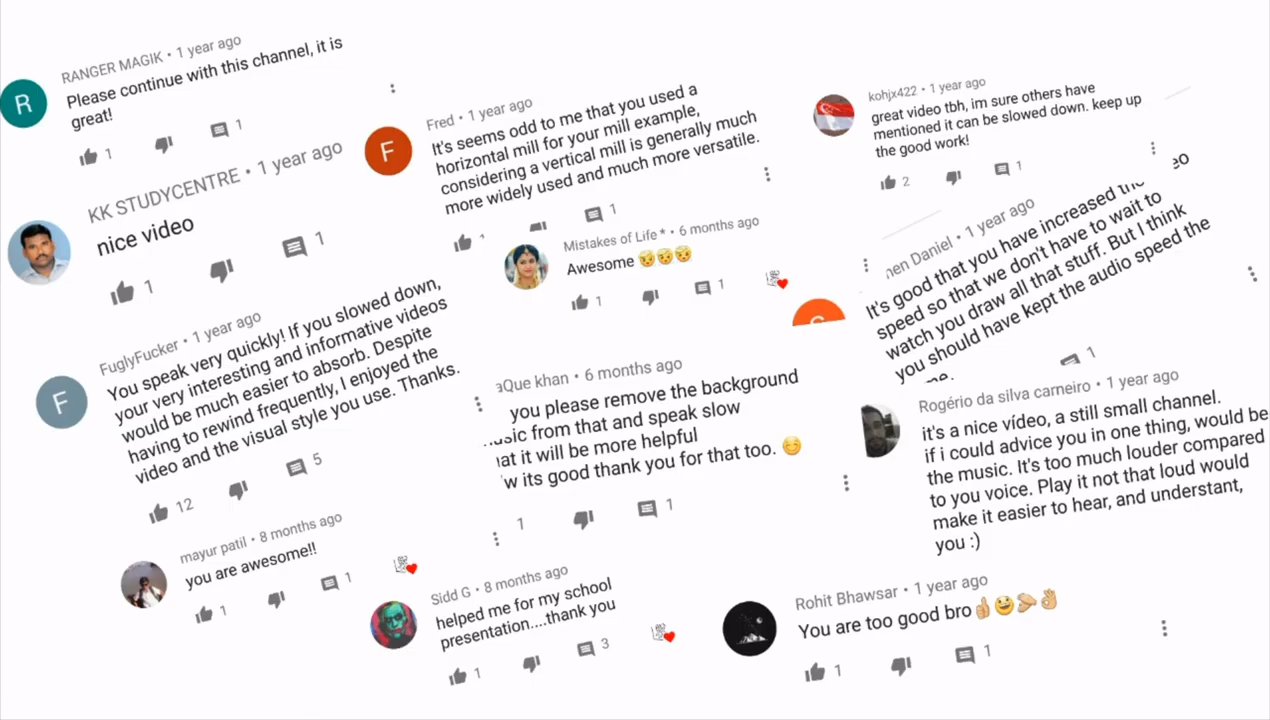 RANGER MAGIK • 1 year ago
Please continue with this channel, it is
great!
R
1
1
KK STUDYCENTRE • 1 year ago
nice video
1
1
FuglyFucker • 1 year ago
You speak very quickly! If you slowed down,
your very interesting and informative videos
would be much easier to absorb. Despite
having to rewind frequently, I enjoyed the
video and the visual style you use. Thanks.
F
12
5
mayur patil • 8 months ago
you are awesome!!
1
1
Fred • 1 year ago
It's seems odd to me that you used a
horizontal mill for your mill example,
considering a vertical mill is generally much
more widely used and much more versatile.
F
1
Mistakes of Life * • 6 months ago
Awesome 🥳🥳🥳
1
1
khan • 6 months ago
you please remove the background
from that and speak slow
it will be more helpful
its good thank you for that too. 😊
1
1
Sidd G • 8 months ago
helped me for my school
presentation....thank you
1
3
kohjx422 • 1 year ago
great video tbh, im sure others have
mentioned it can be slowed down. keep up
the good work!
2
1
Daniel • 1 year ago
It's good that you have increased
speed so that we don't have to wait to
watch you draw all that stuff. But I think
you should have kept the audio speed the
1
Rogério da silva carneiro • 1 year ago
it's a nice vídeo, a still small channel.
if i could advice you in one thing, would be
the music. It's too much louder compared
to you voice. Play it not that loud would
make it easier to hear, and understant,
you :)
Rohit Bhawsar • 1 year ago
You are too good bro👍😆👏👌
1
1